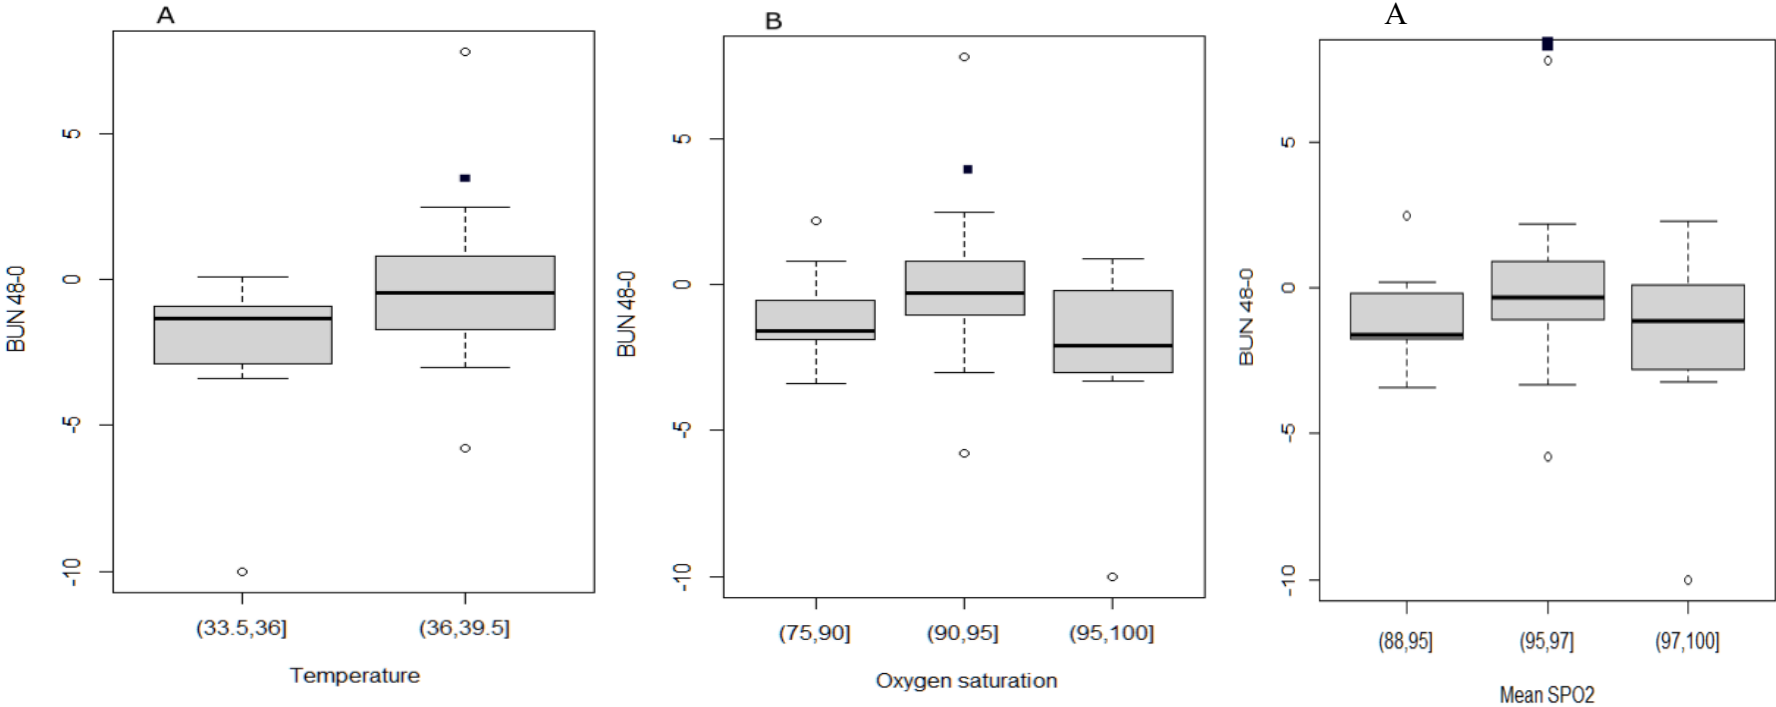 A
BUN 48-0
5
0
-5
-10
(33.5,36] (36,39.5]
Temperature
B
BUN 48-0
5
0
-5
-10
(75,90] (90,95] (95,100]
Oxygen saturation
A
BUN 48-0
5
0
-5
-10
(88,95] (95,97] (97,100]
Mean SPO2